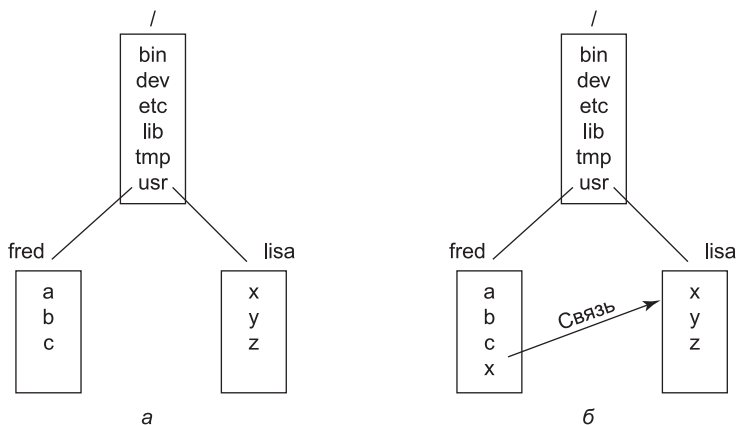 /
bin
dev
etc
lib
tmp
usr
fred
lisa
a
b
c
x
y
z
а
/
bin
dev
etc
lib
tmp
usr
fred
lisa
a
b
c
x
Связь
x
y
z
б